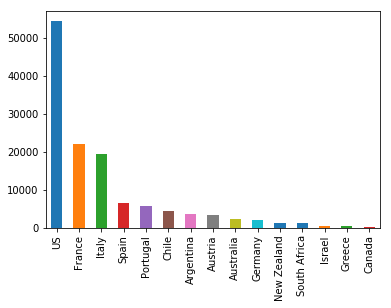 50000
40000
30000
20000
10000
0
US
France
Italy
Spain
Portugal
Chile
Argentina
Austria
Australia
Germany
New Zealand
South Africa
Israel
Greece
Canada